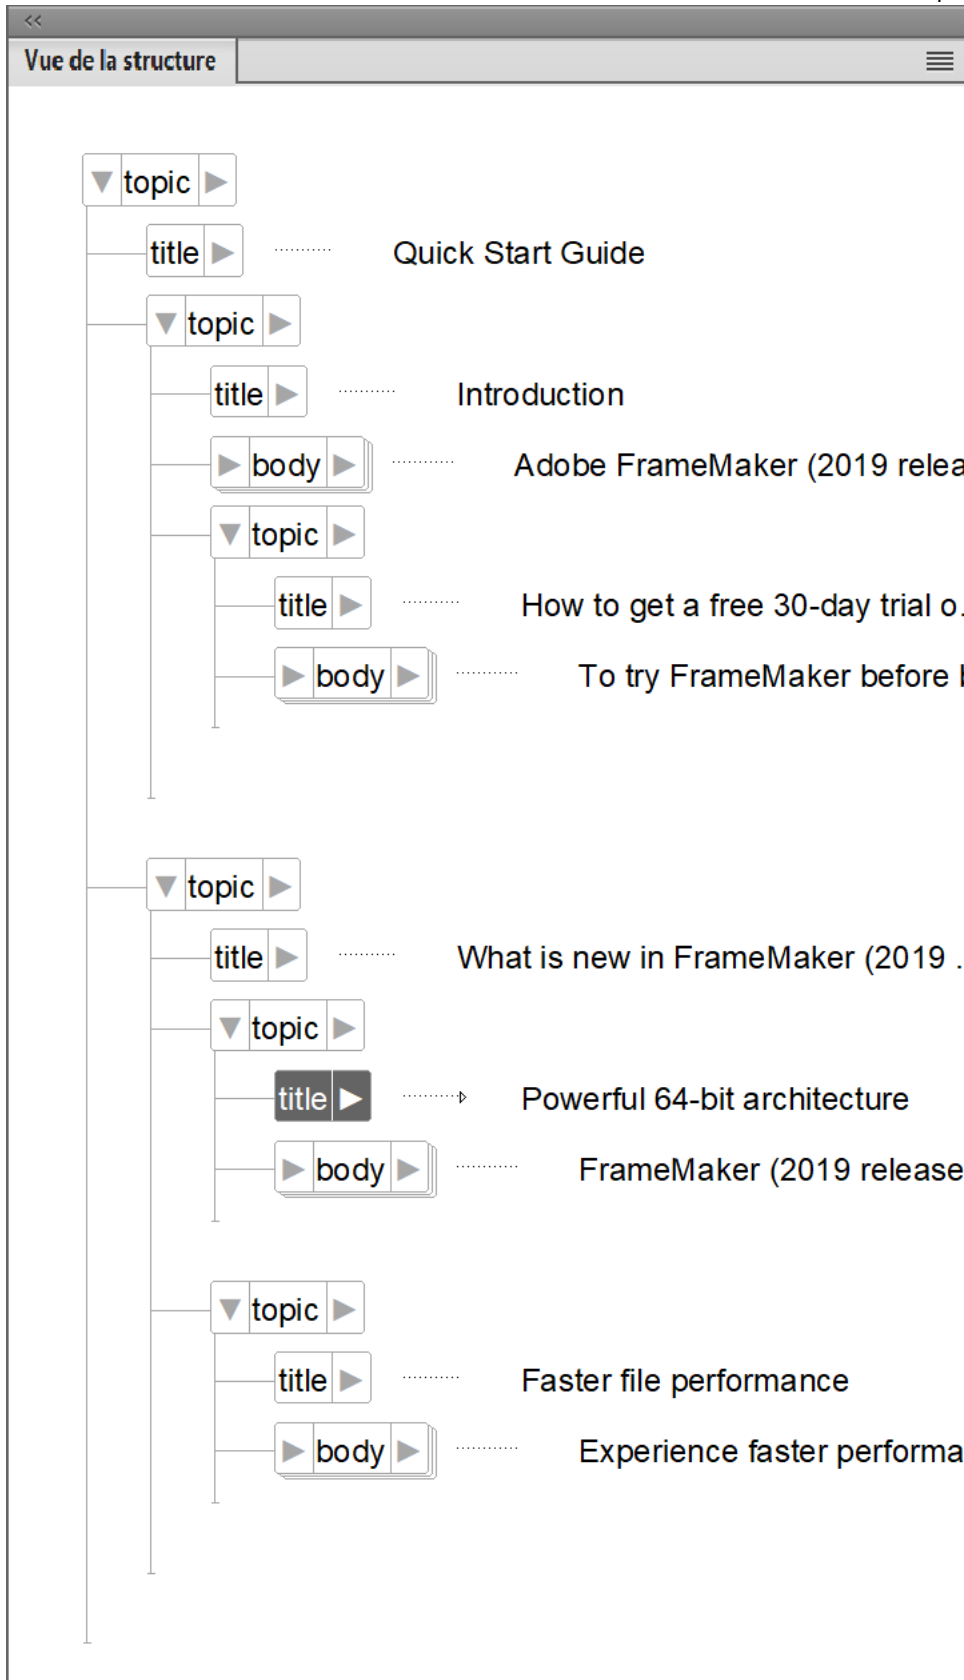 <<
Vue de la structure
topic
title Quick Start Guide
topic
title Introduction
body Adobe FrameMaker (2019 relea
topic
title How to get a free 30-day trial o.
body To try FrameMaker before
topic
title What is new in FrameMaker (2019 .
topic
title Powerful 64-bit architecture
body FrameMaker (2019 release
topic
title Faster file performance
body Experience faster performa